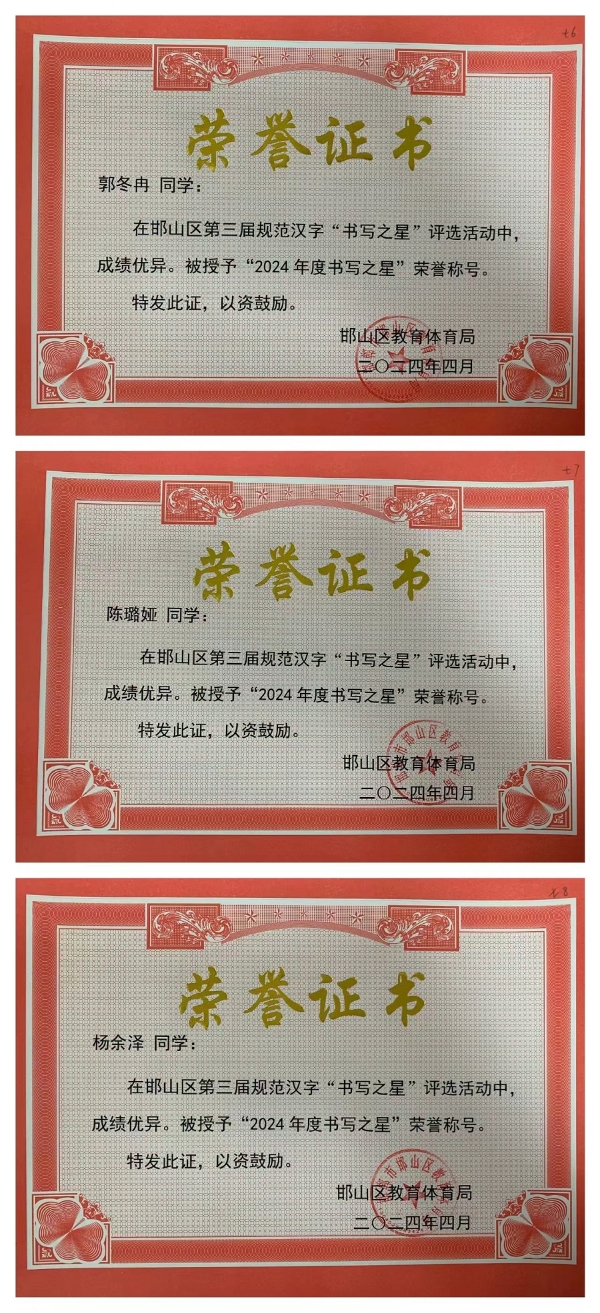 荣誉证书
郭冬冉 同学：
在邯山区第三届规范汉字“书写之星”评选活动中，
成绩优异。被授予“2024年度书写之星”荣誉称号。
特发此证，以资鼓励。
邯山区教育体育局
二〇二四年四月
荣誉证书
陈璐娅 同学：
在邯山区第三届规范汉字“书写之星”评选活动中，
成绩优异。被授予“2024年度书写之星”荣誉称号。
特发此证，以资鼓励。
邯山区教育体育局
二〇二四年四月
荣誉证书
杨余泽 同学：
在邯山区第三届规范汉字“书写之星”评选活动中，
成绩优异。被授予“2024年度书写之星”荣誉称号。
特发此证，以资鼓励。
邯山区教育体育局
二〇二四年四月